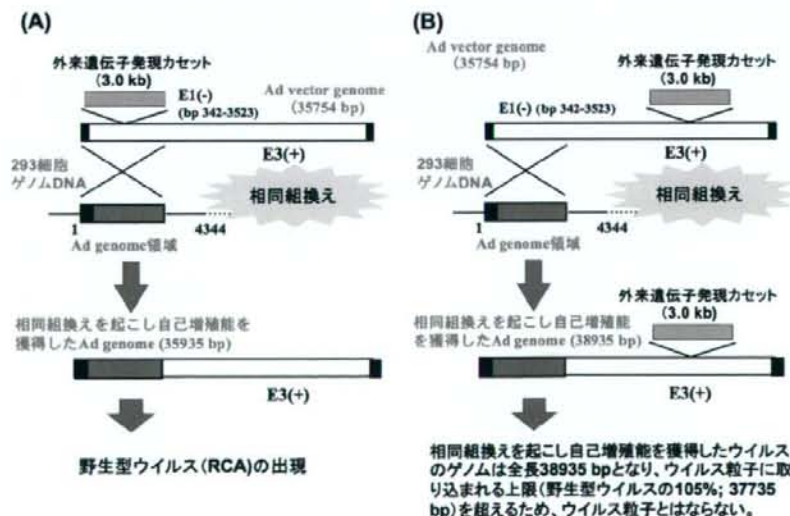 (A)
外来遺伝子発現カセット
(3.0 kb)
E1(-)
(bp 342-3523)
Ad vector genome
(35754 bp)
E3(+)
293細胞
ゲノムDNA
相同組換え
1
4344
Ad genome領域
相同組換えを起こし自己増殖能を
獲得したAd genome (35935 bp)
E3(+)
野生型ウイルス(RCA)の出現
(B)
Ad vector genome
(35754 bp)
外来遺伝子発現カセット
(3.0 kb)
E1(-) (bp 342-3523)
E3(+)
293細胞
ゲノムDNA
相同組換え
1
4344
Ad genome領域
外来遺伝子発現カセット
(3.0 kb)
相同組換えを起こし自己増殖能
を獲得したAd genome (38935 bp)
E3(+)
相同組換えを起こし自己増殖能を獲得したウイルス
のゲノムは全長38935 bpとなり、ウイルス粒子に取
り込まれる上限(野生型ウイルスの105%; 37735
bp)を超えるため、ウイルス粒子とはならない。